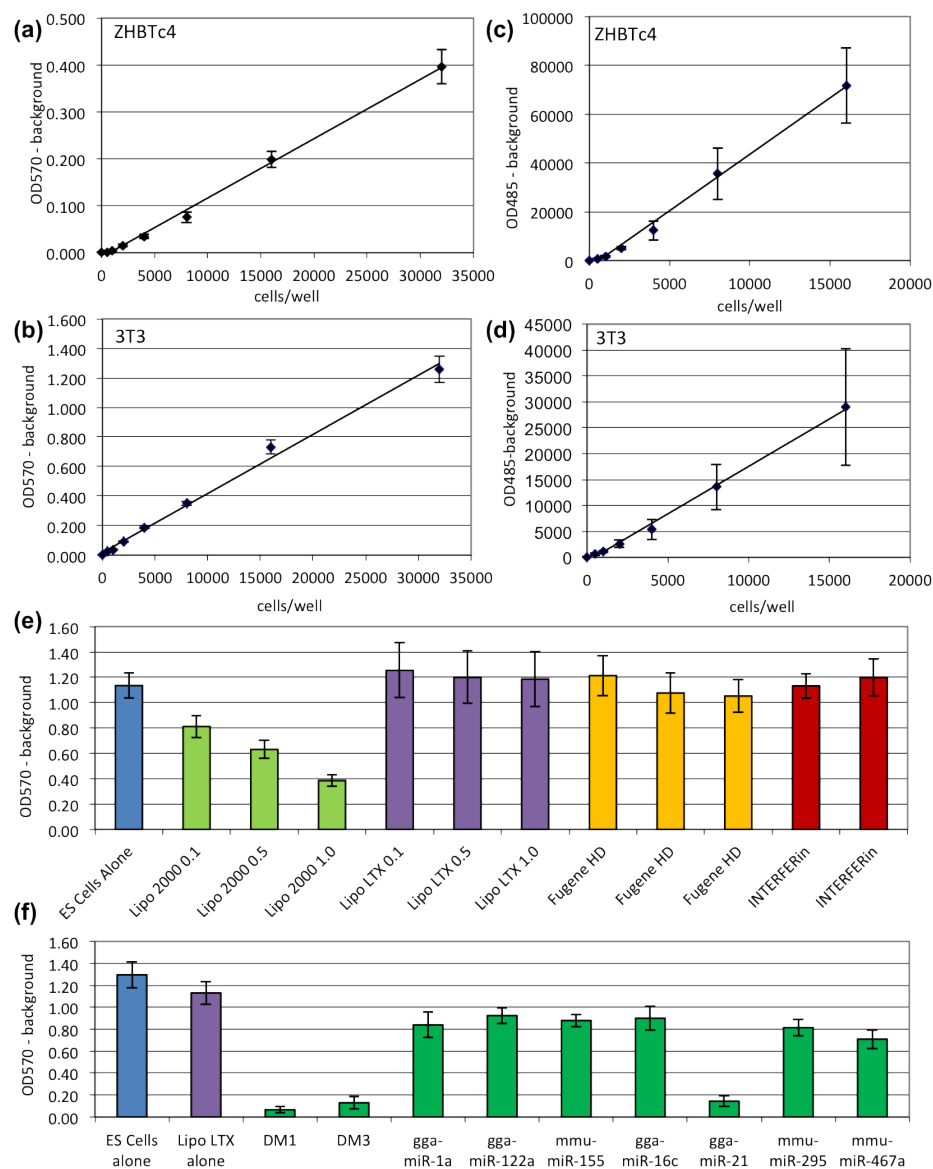 (a)
ZHBTc4
OD570 - background
0.500
0.400
0.300
0.200
0.100
0.000
0 5000 10000 15000 20000 25000 30000 35000
cells/well
(c)
ZHBTc4
OD485 - background
100000
80000
60000
40000
20000
0
0 5000 10000 15000 20000
cells/well
(b)
3T3
OD570 - background
1.600
1.400
1.200
1.000
0.800
0.600
0.400
0.200
0.000
0 5000 10000 15000 20000 25000 30000 35000
cells/well
(d)
3T3
OD485-background
45000
40000
35000
30000
25000
20000
15000
10000
5000
0
0 5000 10000 15000 20000
cells/well
(e)
OD570 - background
1.60
1.40
1.20
1.00
0.80
0.60
0.40
0.20
0.00
ES Cells Alone
Lipo 2000 0.1
Lipo 2000 0.5
Lipo 2000 1.0
Lipo LTX 0.1
Lipo LTX 0.5
Lipo LTX 1.0
Fugene HD
Fugene HD
Fugene HD
INTERFERin
INTERFERin
(f)
OD570 - background
1.60
1.40
1.20
1.00
0.80
0.60
0.40
0.20
0.00
ES Cells
alone
Lipo LTX
alone
DM1
DM3
gga-
miR-1a
gga-
miR-122a
mmu-
miR-155
gga-
miR-16c
gga-
miR-21
mmu-
miR-295
mmu-
miR-467a